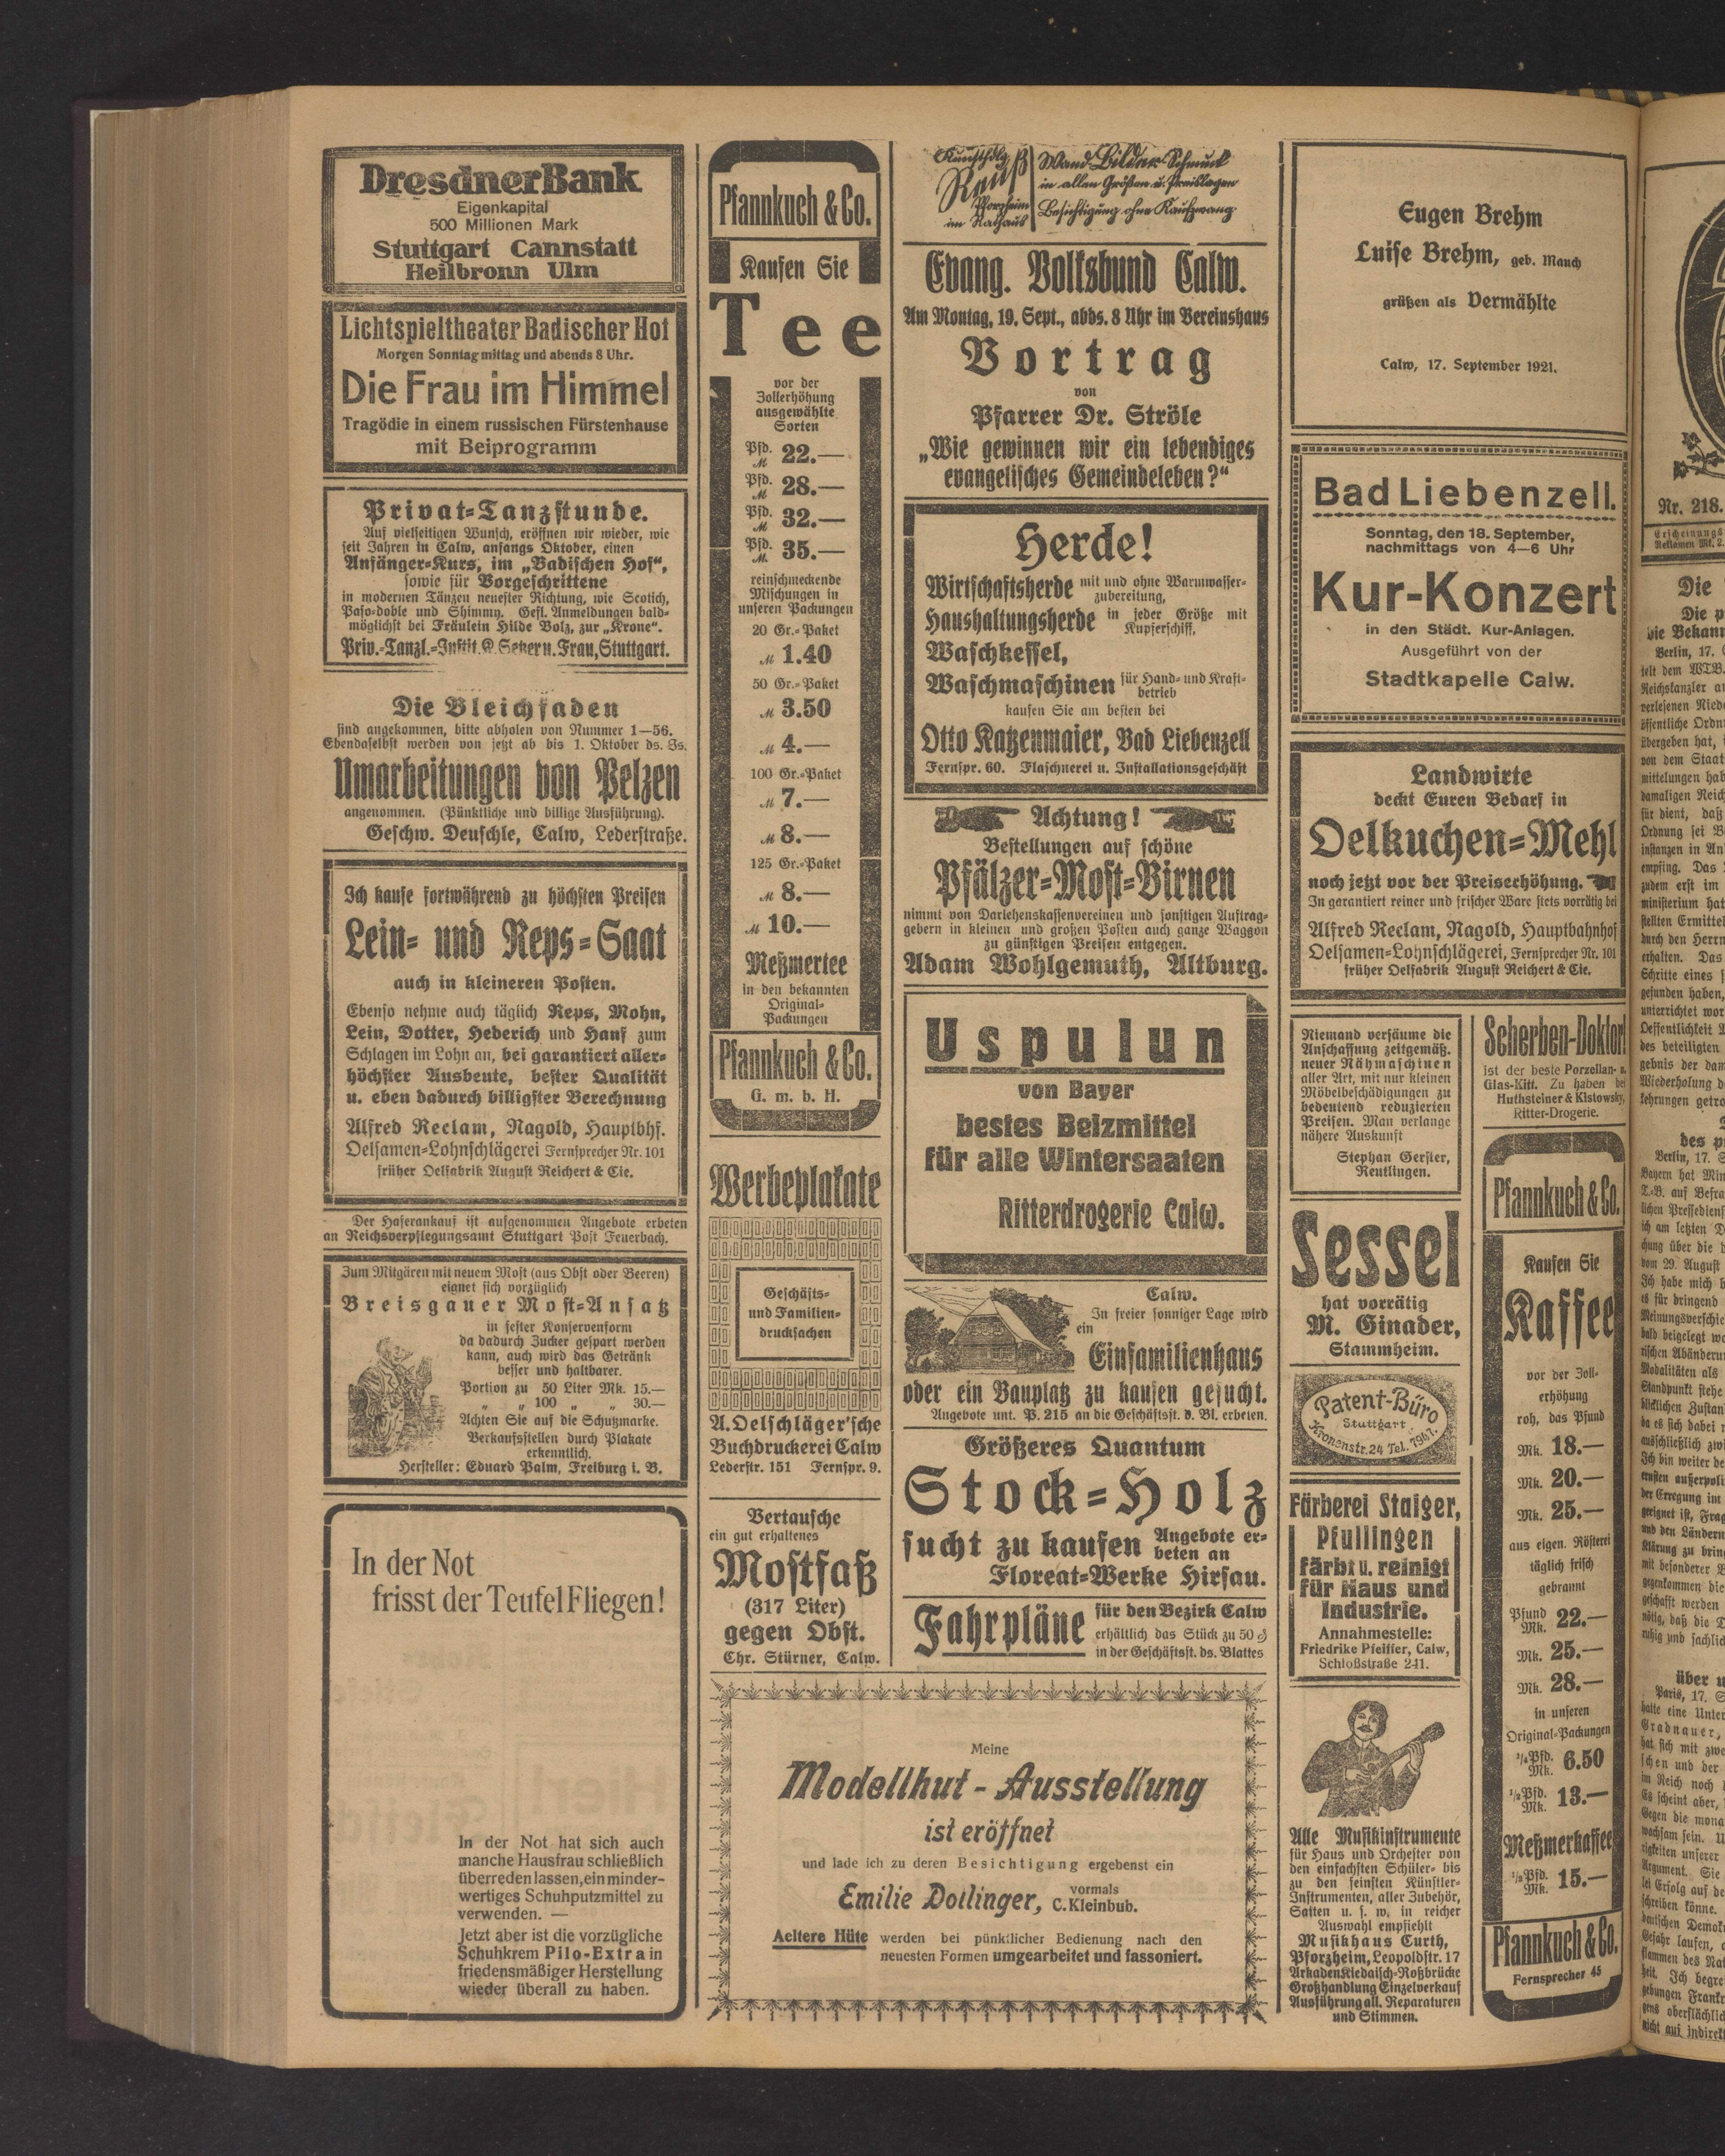 Dresdner Bank
Eigenkapital
500 Millionen Mark
Stuttgart Cannstatt
Heilbronn Ulm
Lichtspieltheater Badischer Hof
Morgen Sonntag mittag und abends 8 Uhr.
Die Frau im Himmel
Tragödie in einem russischen Fürstenhause
mit Beiprogramm
Privat-Tanzstunde.
Auf vielseitigen Wunsch, eröffnen wir wieder, wie
seit Jahren in Calw, anfangs Oktober, einen
Anfänger-Kurs, im „Badischen Hof“,
sowie für Vorgeschrittene
in modernen Tänzen neuester Richtung, wie Scotich,
Paso-doble und Shimmy. Gefl. Anmeldungen bald-
möglichst bei Fräulein Hilde Bolz, zur „Krone“.
Priv.-Tanzl.-Instit. u. Frau, Stuttgart.
Die Bleichfaden
sind angekommen, bitte abholen von Nummer 1—56.
Ebendaselbst werden von jetzt ab bis 1. Oktober ds. Js.
Umarbeitungen von Pelzen
angenommen. (Pünktliche und billige Ausführung).
Geschw. Deuschle, Calw, Lederstraße.
Ich kaufe fortwährend zu höchsten Preisen
Lein- und Reps-Saat
auch in kleineren Posten.
Ebenso nehme auch täglich Reps, Mohn,
Lein, Dotter, Hederich und Hanf zum
Schlagen im Lohn an, bei garantiert aller-
höchster Ausbeute, bester Qualität
u. eben dadurch billigster Berechnung
Alfred Reclam, Nagold, Hauptbhf.
Oelsamen-Lohnschlägerei Fernsprecher Nr. 101
früher Oelfabrik August Reichert & Cie.
Der Haferankauf ist aufgenommen Angebote erbeten
an Reichsverpflegungsamt Stuttgart Post Feuerbach.
Zum Mitgären mit neuem Most (aus Obst oder Beeren)
eignet sich vorzüglich
Breisgauer Most-Ansatz
in fester Konservenform
da dadurch Zucker gespart werden
kann, auch wird das Getränk
besser und haltbarer.
Portion zu 50 Liter Mk. 15.—
„ „ 100 „ „ 30.—
Achten Sie auf die Schutzmarke.
Verkaufsstellen durch Plakate
erkenntlich.
Hersteller: Eduard Palm, Freiburg i. B.
In der Not
frisst der Teufel Fliegen!
In der Not hat sich auch
manche Hausfrau schließlich
überreden lassen, ein minder-
wertiges Schuhputzmittel zu
verwenden. —
Jetzt aber ist die vorzügliche
Schuhkrem Pilo-Extra in
friedensmäßiger Herstellung
wieder überall zu haben.
Pfannkuch & Co.
Kaufen Sie
Tee
vor der
Zollerhöhung
ausgewählte
Sorten
Pfd. M 22.—
Pfd. M 28.—
Pfd. M 32.—
Pfd. M. 35.—
reinschmeckende
Mischungen in
unseren Packungen
20 Gr.-Paket
M 1.40
50 Gr.-Paket
M 3.50
M 4.—
100 Gr.-Paket
M 7.—
M 8.—
125 Gr.-Paket
M 8.—
M 10.—
Meßmertee
in den bekannten
Original-
Packungen
Pfannkuch & Co.
G. m. b. H.
Werbeplakate
Geschäfts-
und Familien-
drucksachen
A. Oelschläger'sche
Buchdruckerei Calw
Lederstr. 151 Fernspr. 9.
Vertausche
ein gut erhaltenes
Mostfaß
(317 Liter)
gegen Obst.
Chr. Stürner, Calw.
Kunsthdlg
Reuß
Pforzheim
im Rathaus
Wand-Bilder-Schmuck
in allen Größen u. Preislagen
Besichtigung ohne Kaufzwang
Evang. Volksbund Calw.
Am Montag, 19. Sept., abds. 8 Uhr im Vereinshaus
Vortrag
von
Pfarrer Dr. Ströle
„Wie gewinnen wir ein lebendiges
evangelisches Gemeindeleben?“
Herde!
Wirtschaftsherde mit und ohne Warmwasser-
zubereitung,
Haushaltungsherde in jeder Größe mit
Kupferschiff,
Waschkessel,
Waschmaschinen für Hand- und Kraft-
betrieb
kaufen Sie am besten bei
Otto Katzenmaier, Bad Liebenzell
Fernspr. 60. Flaschnerei u. Installationsgeschäft
Achtung!
Bestellungen auf schöne
Pfälzer-Most-Birnen
nimmt von Darlehenskassenvereinen und sonstigen Auftrag-
gebern in kleinen und großen Posten auch ganze Waggon
zu günstigen Preisen entgegen.
Adam Wohlgemuth, Altburg.
Uspulun
von Bayer
bestes Beizmittel
für alle Wintersaaten
Ritterdrogerie Calw.
Calw.
In freier sonniger Lage wird
ein
Einfamilienhaus
oder ein Bauplatz zu kaufen gesucht.
Angebote unt. P. 215 an die Geschäftsst. d. Bl. erbeten.
Größeres Quantum
Stock-Holz
sucht zu kaufen Angebote er-
beten an
Floreat-Werke Hirsau.
Fahrpläne für den Bezirk Calw
erhältlich das Stück zu 50 ₰
in der Geschäftsst. ds. Blattes
Meine
Modellhut-Ausstellung
ist eröffnet
und lade ich zu deren Besichtigung ergebenst ein
Emilie Dollinger, vormals
C. Kleinbub.
Aeltere Hüte werden bei pünktlicher Bedienung nach den
neuesten Formen umgearbeitet und fassoniert.
Eugen Brehm
Luise Brehm, geb. Mauch
grüßen als Vermählte
Calw, 17. September 1921.
Bad Liebenzell.
Sonntag, den 18. September,
nachmittags von 4—6 Uhr
Kur-Konzert
in den Städt. Kur-Anlagen.
Ausgeführt von der
Stadtkapelle Calw.
Landwirte
deckt Euren Bedarf in
Oelkuchen-Mehl
noch jetzt vor der Preiserhöhung.
In garantiert reiner und frischer Ware stets vorrätig bei
Alfred Reclam, Nagold, Hauptbahnhof
Oelsamen-Lohnschlägerei, Fernsprecher Nr. 101
früher Oelfabrik August Reichert & Cie.
Niemand versäume die
Anschaffung zeitgemäß.
neuer Nähmaschinen
aller Art, mit nur kleinen
Möbelbeschädigungen zu
bedeutend reduzierten
Preisen. Man verlange
nähere Auskunft
Stephan Gerster,
Reutlingen.
Sessel
hat vorrätig
M. Ginader,
Stammheim.
Patent-Büro
Stuttgart
Kronenstr. 24 Tel. 7961.
Färberei Staiger,
Pfullingen
färbt u. reinigt
für Haus und
Industrie.
Annahmestelle:
Friedrike Pfeiffer, Calw,
Schloßstraße 241.
Alle Musikinstrumente
für Haus und Orchester von
den einfachsten Schüler- bis
zu den feinsten Künstler-
Instrumenten, aller Zubehör,
Saiten u. s. w. in reicher
Auswahl empfiehlt
Musikhaus Curth,
Pforzheim, Leopoldstr. 17
Arkaden Kiedaisch-Roßbrücke
Großhandlung Einzelverkauf
Ausführung all. Reparaturen
und Stimmen.
Scherben-Doktor
ist der beste Porzellan- u.
Glas-Kitt. Zu haben bei
Huthsteiner & Kistowsky,
Ritter-Drogerie.
Pfannkuch & Co.
Kaufen Sie
Kaffee
vor der Zoll-
erhöhung
roh, das Pfund
Mk. 18.—
Mk. 20.—
Mk. 25.—
aus eigen. Rösterei
täglich frisch
gebrannt
Pfund
Mk. 22.—
Mk. 25.—
Mk. 28.—
in unseren
Original-Packungen
1/4 Pfd.
Mk. 6.50
1/2 Pfd.
Mk. 13.—
Meßmerkaffee
1/2 Pfd.
Mk. 15.—
Pfannkuch & Co.
Fernsprecher 45
Nr. 218.
Die